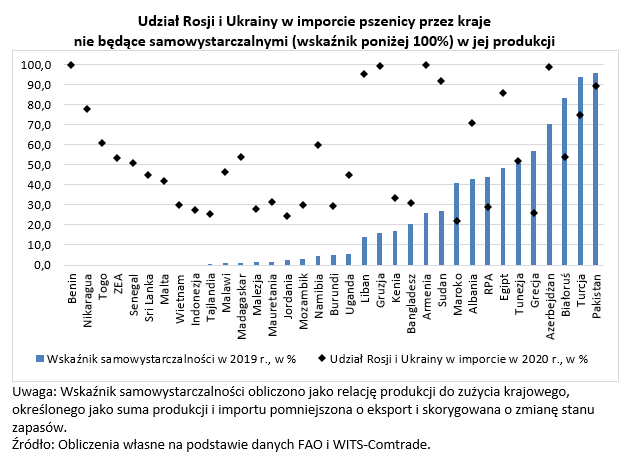 Udział Rosji i Ukrainy w imporcie pszenicy przez kraje
nie będące samowystarczalnymi (wskaźnik poniżej 100%) w jej produkcji
100,0
90,0
80,0
70,0
60,0
50,0
40,0
30,0
20,0
10,0
0,0
Benin
Nikaragua
Togo
ZEA
Senegal
Sri Lanka
Malta
Wietnam
Indonezja
Tajlandia
Malawi
Madagaskar
Malezja
Mauretania
Jordania
Mozambik
Namibia
Burundi
Uganda
Liban
Gruzja
Kenia
Bangladesz
Armenia
Sudan
Maroko
Albania
RPA
Egipt
Tunezja
Grecja
Azerbejdżan
Białoruś
Turcja
Pakistan
Wskaźnik samowystarczalności w 2019 r., w %
Udział Rosji i Ukrainy w imporcie w 2020 r., w %
Uwaga: Wskaźnik samowystarczalności obliczono jako relację produkcji do zużycia krajowego,
określonego jako suma produkcji i importu pomniejszona o eksport i skorygowana o zmianę stanu
zapasów.
Źródło: Obliczenia własne na podstawie danych FAO i WITS-Comtrade.